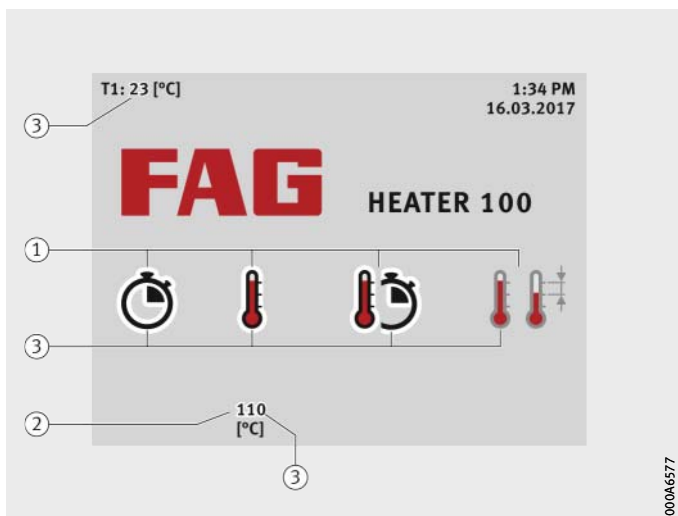 T1: 23 [°C]
1:34 PM
16.03.2017
3
FAG
HEATER 100
1
3
2
110
[°C]
3
000A6577